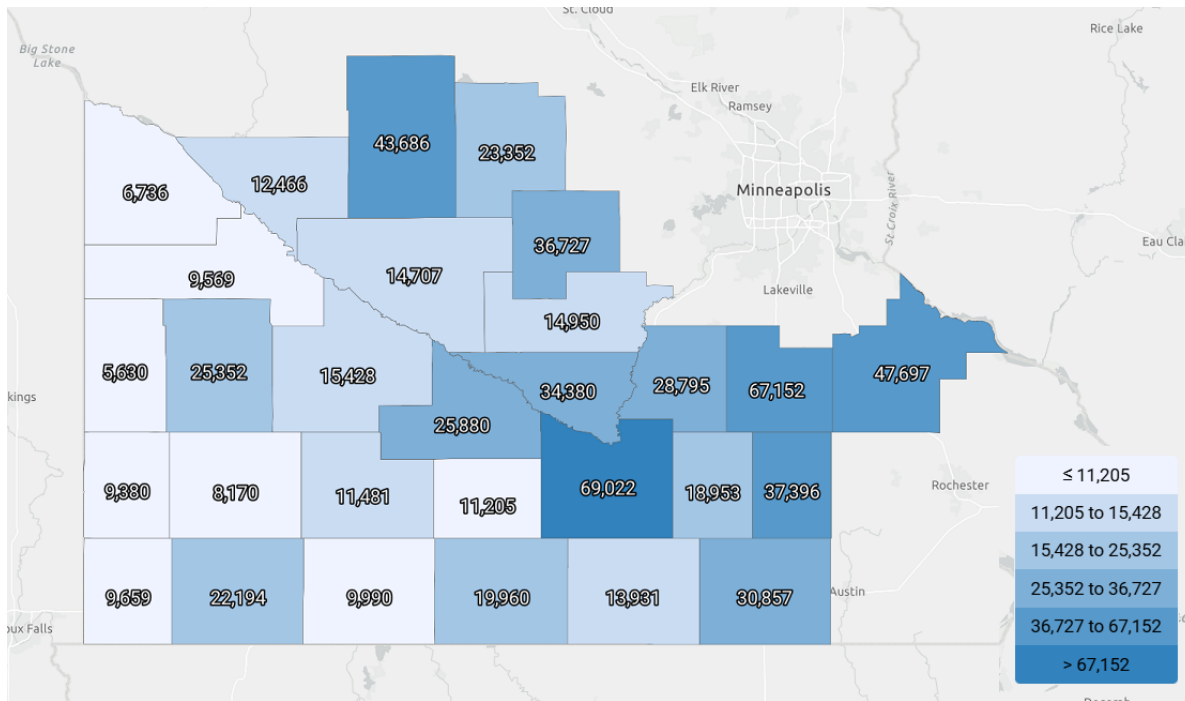 St. Cloud
Big Stone
Lake
Rice Lake
Elk River
Ramsey
43,686
23,352
12,466
6,736
Minneapolis
St Croix River
36,727
Eau Cla
14,707
9,569
Lakeville
14,950
5,630
25,352
15,428
34,380
28,795
67,152
47,697
kings
25,880
≤ 11,205
11,205 to 15,428
15,428 to 25,352
25,352 to 36,727
36,727 to 67,152
> 67,152
9,380
8,170
11,481
11,205
69,022
18,953
37,396
Rochester
9,659
22,194
9,990
19,960
13,931
30,857
Austin
oux Falls